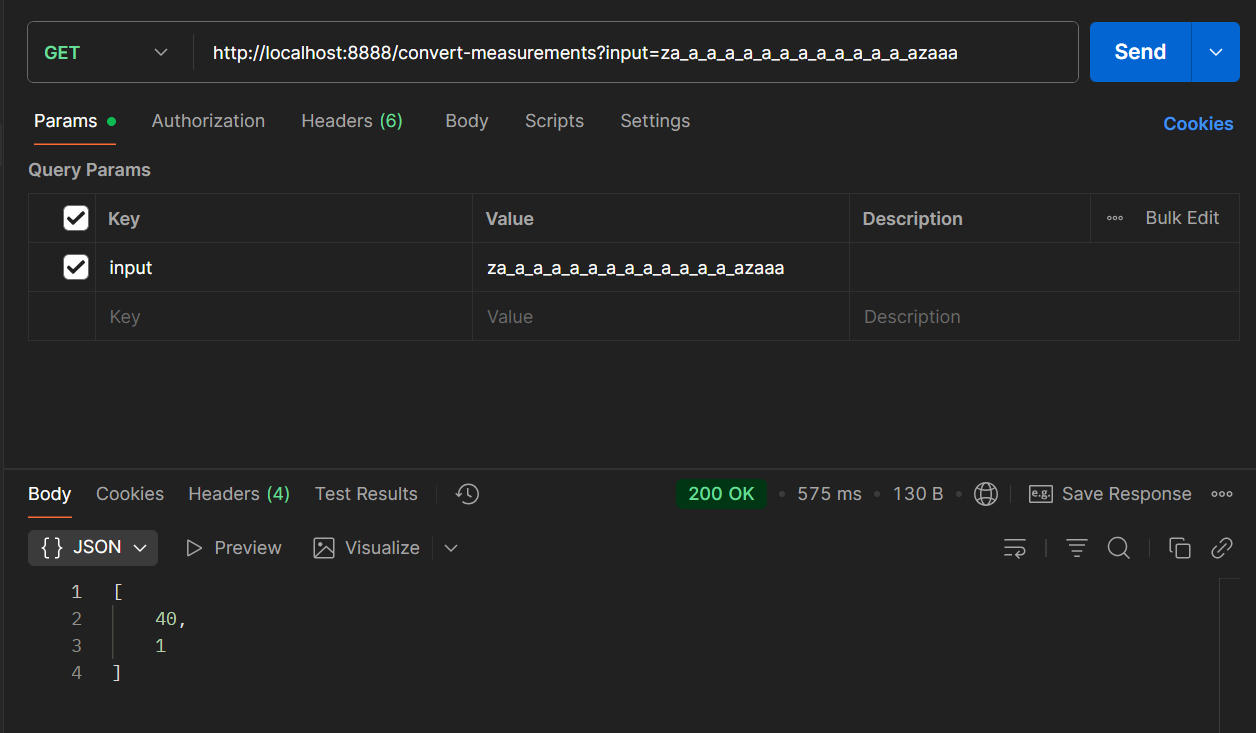 GET http://localhost:8888/convert-measurements?input=za_a_a_a_a_a_a_a_a_a_a_a_a_a_azaaa Send
Params Authorization Headers (6) Body Scripts Settings Cookies
Query Params
Key Value Description Bulk Edit
input za_a_a_a_a_a_a_a_a_a_a_a_a_a_azaaa
Key Value Description
Body Cookies Headers (4) Test Results 200 OK 575 ms 130 B e.g. Save Response
{} JSON Preview Visualize
1 [
2 40,
3 1
4 ]